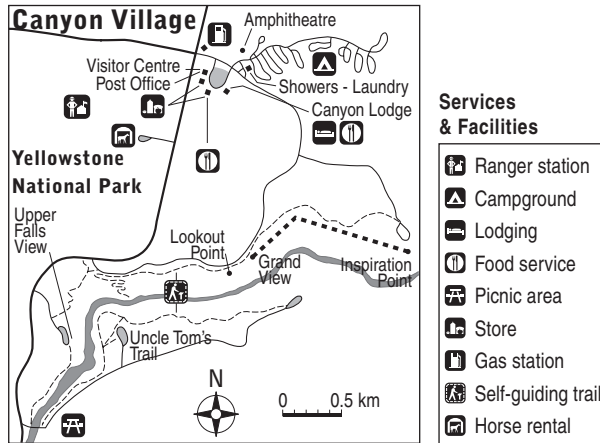 Canyon Village
Amphitheatre
Visitor Centre
Post Office
Showers - Laundry
Canyon Lodge
Yellowstone
National Park
Upper
Falls
View
Lookout
Point
Grand
View
Inspiration
Point
Uncle Tom's
Trail
N
0 0.5 km
Services
& Facilities
Ranger station
Campground
Lodging
Food service
Picnic area
Store
Gas station
Self-guiding trail
Horse rental